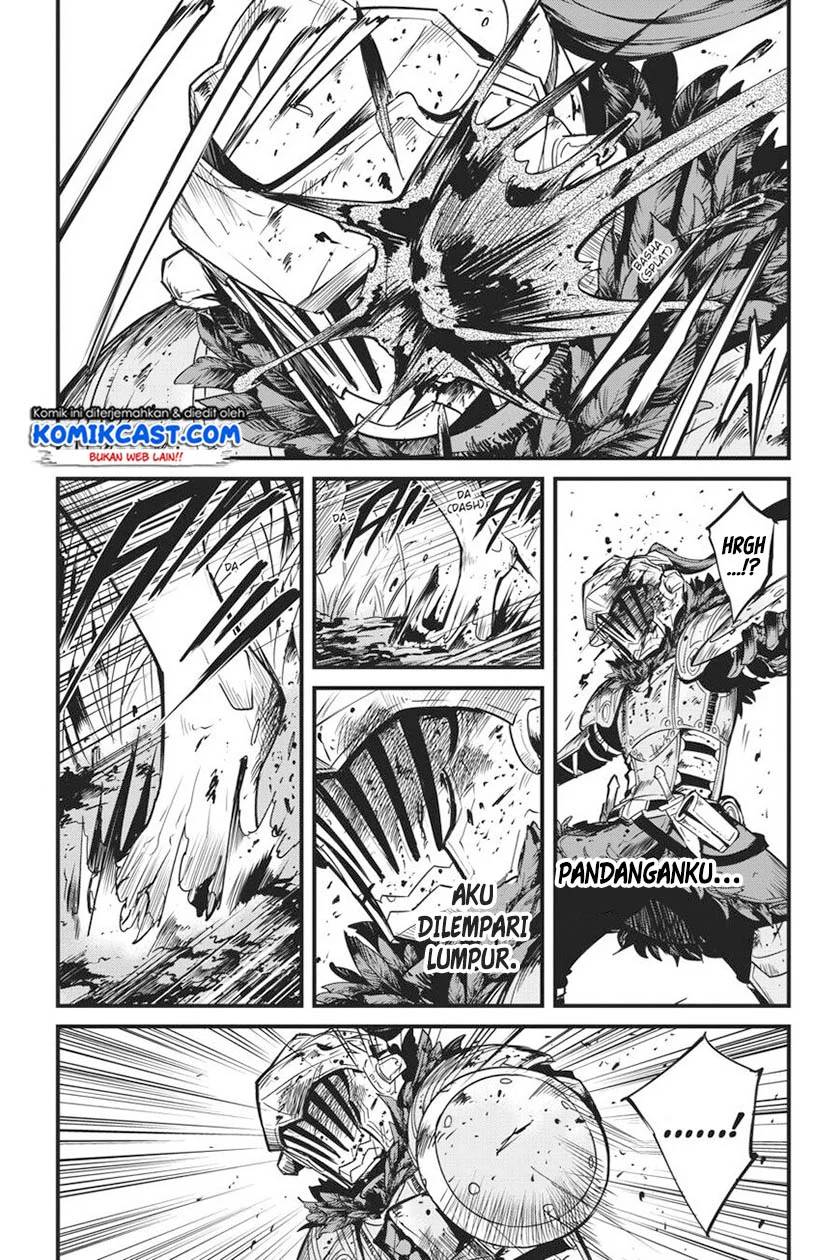 BASHA
(SPLAT)
Komik ini diterjemahkan & diedit oleh
KOMIKCAST.COM
BUKAN WEB LAIN!!
HRGH
....!?
PANDANGANKU...
DA
(DASH)
DA
AKU
DILEMPARI
LUMPUR.
DA
DA
......!